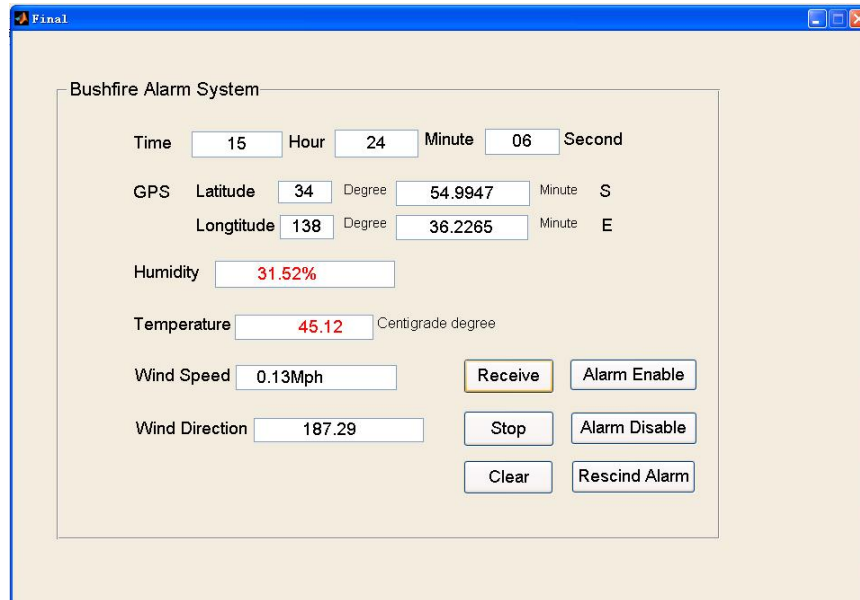 Final
Bushfire Alarm System
Time 15 Hour 24 Minute 06 Second
GPS Latitude 34 Degree 54.9947 Minute S
Longtitude 138 Degree 36.2265 Minute E
Humidity 31.52%
Temperature 45.12 Centigrade degree
Wind Speed 0.13Mph Receive Alarm Enable
Wind Direction 187.29 Stop Alarm Disable
Clear Rescind Alarm